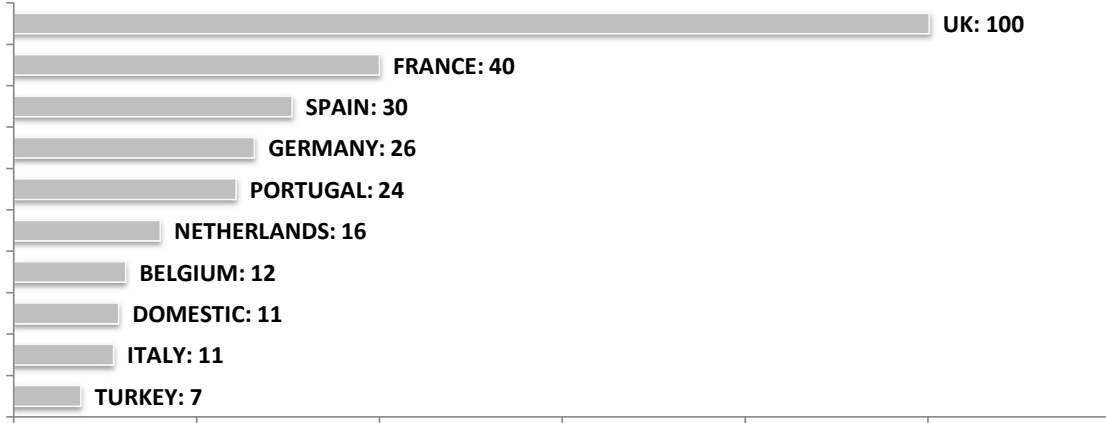 UK: 100
FRANCE: 40
SPAIN: 30
GERMANY: 26
PORTUGAL: 24
NETHERLANDS: 16
BELGIUM: 12
DOMESTIC: 11
ITALY: 11
TURKEY: 7